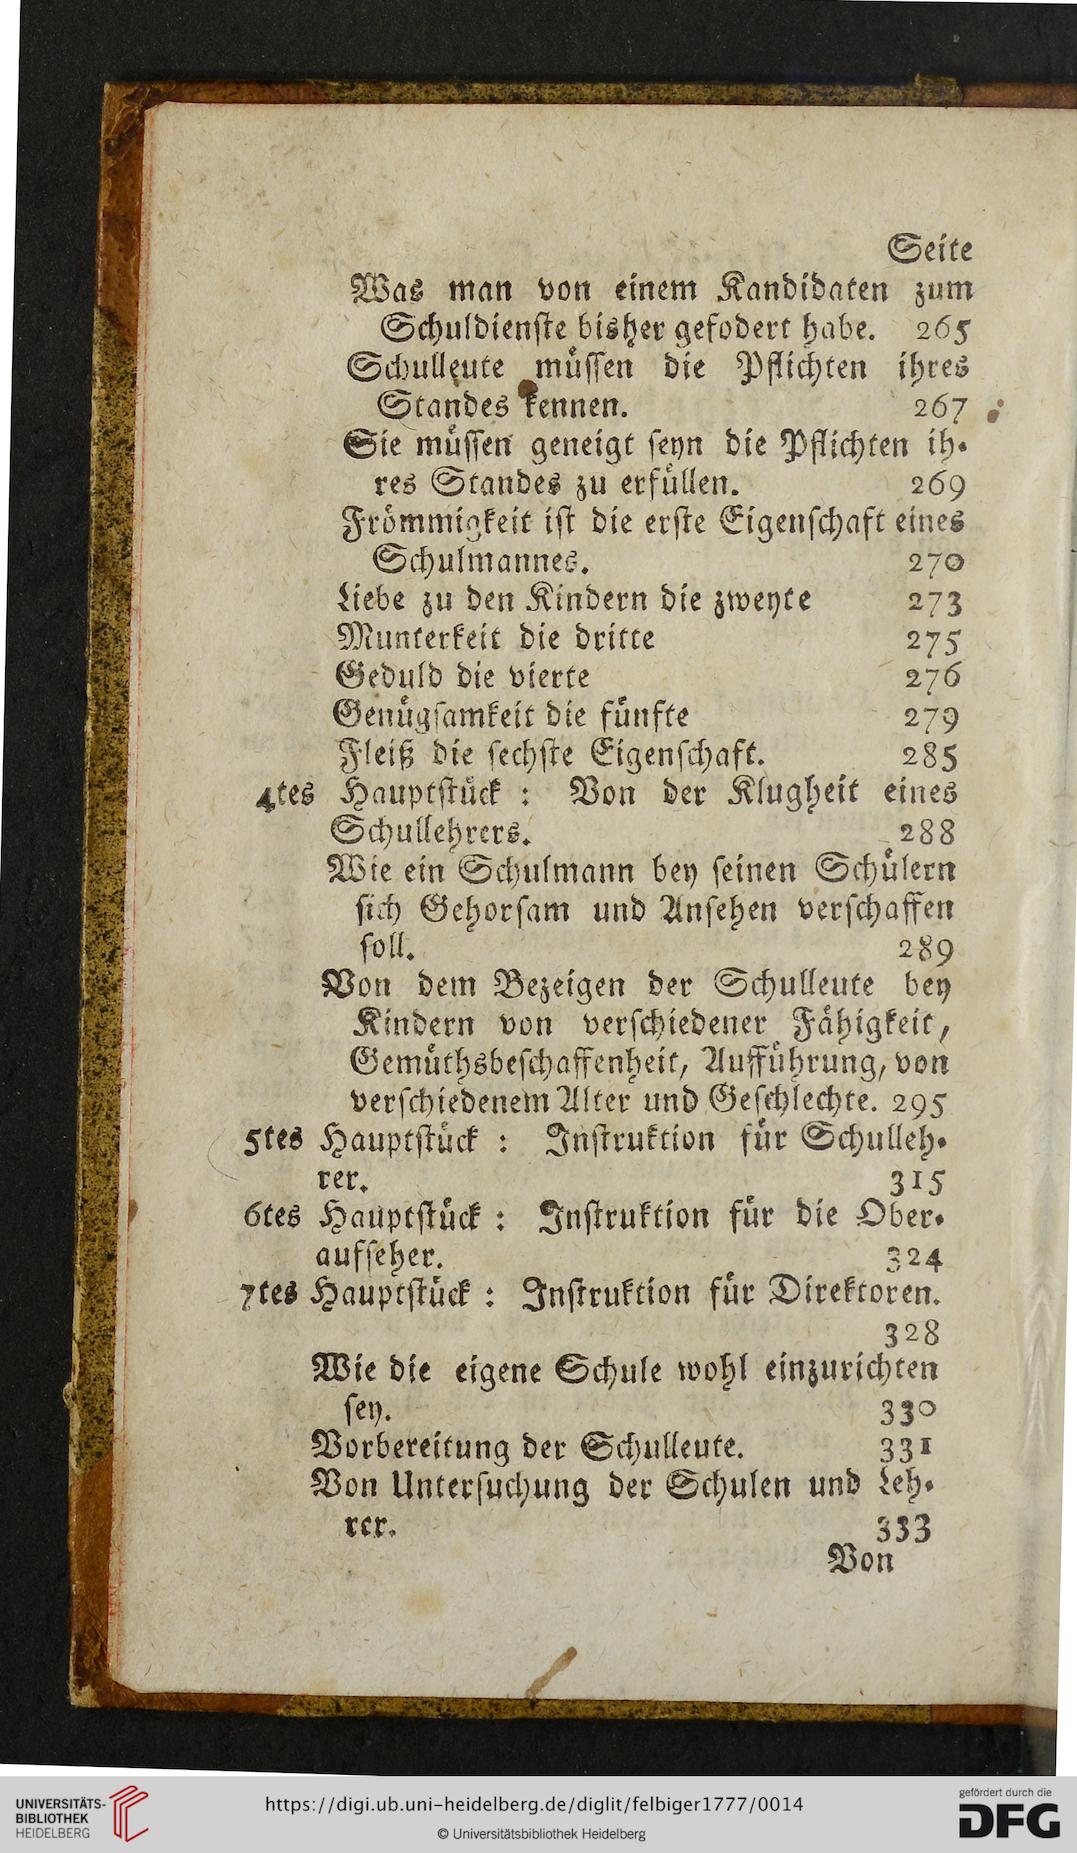 Seite
Was man von einem Kandidaten zum
Schuldienste bisher gefodert habe. 265
Schulleute müssen die Pflichten ihres
Standes kennen. 267
Sie müssen geneigt seyn die Pflichten ih-
res Standes zu erfüllen. 269
Frömmigkeit ist die erste Eigenschaft eines
Schulmannes. 270
Liebe zu den Kindern die zweyte 273
Munterkeit die dritte 275
Geduld die vierte 276
Genügsamkeit die fünfte 279
Fleiß die sechste Eigenschaft. 285
4tes Hauptstück : Von der Klugheit eines
Schullehrers. 288
Wie ein Schulmann bey seinen Schülern
sich Gehorsam und Ansehen verschaffen
soll. 289
Von dem Bezeigen der Schulleute bey
Kindern von verschiedener Fähigkeit,
Gemüthsbeschaffenheit, Aufführung, von
verschiedenem Alter und Geschlechte. 295
5tes Hauptstück : Instruktion für Schulleh-
rer. 315
6tes Hauptstück : Instruktion für die Ober-
aufseher. 324
7tes Hauptstück : Instruktion für Direktoren.
328
Wie die eigene Schule wohl einzurichten
sey. 330
Vorbereitung der Schulleute. 331
Von Untersuchung der Schulen und Leh-
rer. 333
Von
UNIVERSITÄTS-
BIBLIOTHEK
HEIDELBERG
https://digi.ub.uni-heidelberg.de/diglit/felbiger1777/0014
© Universitätsbibliothek Heidelberg
gefördert durch die
DFG